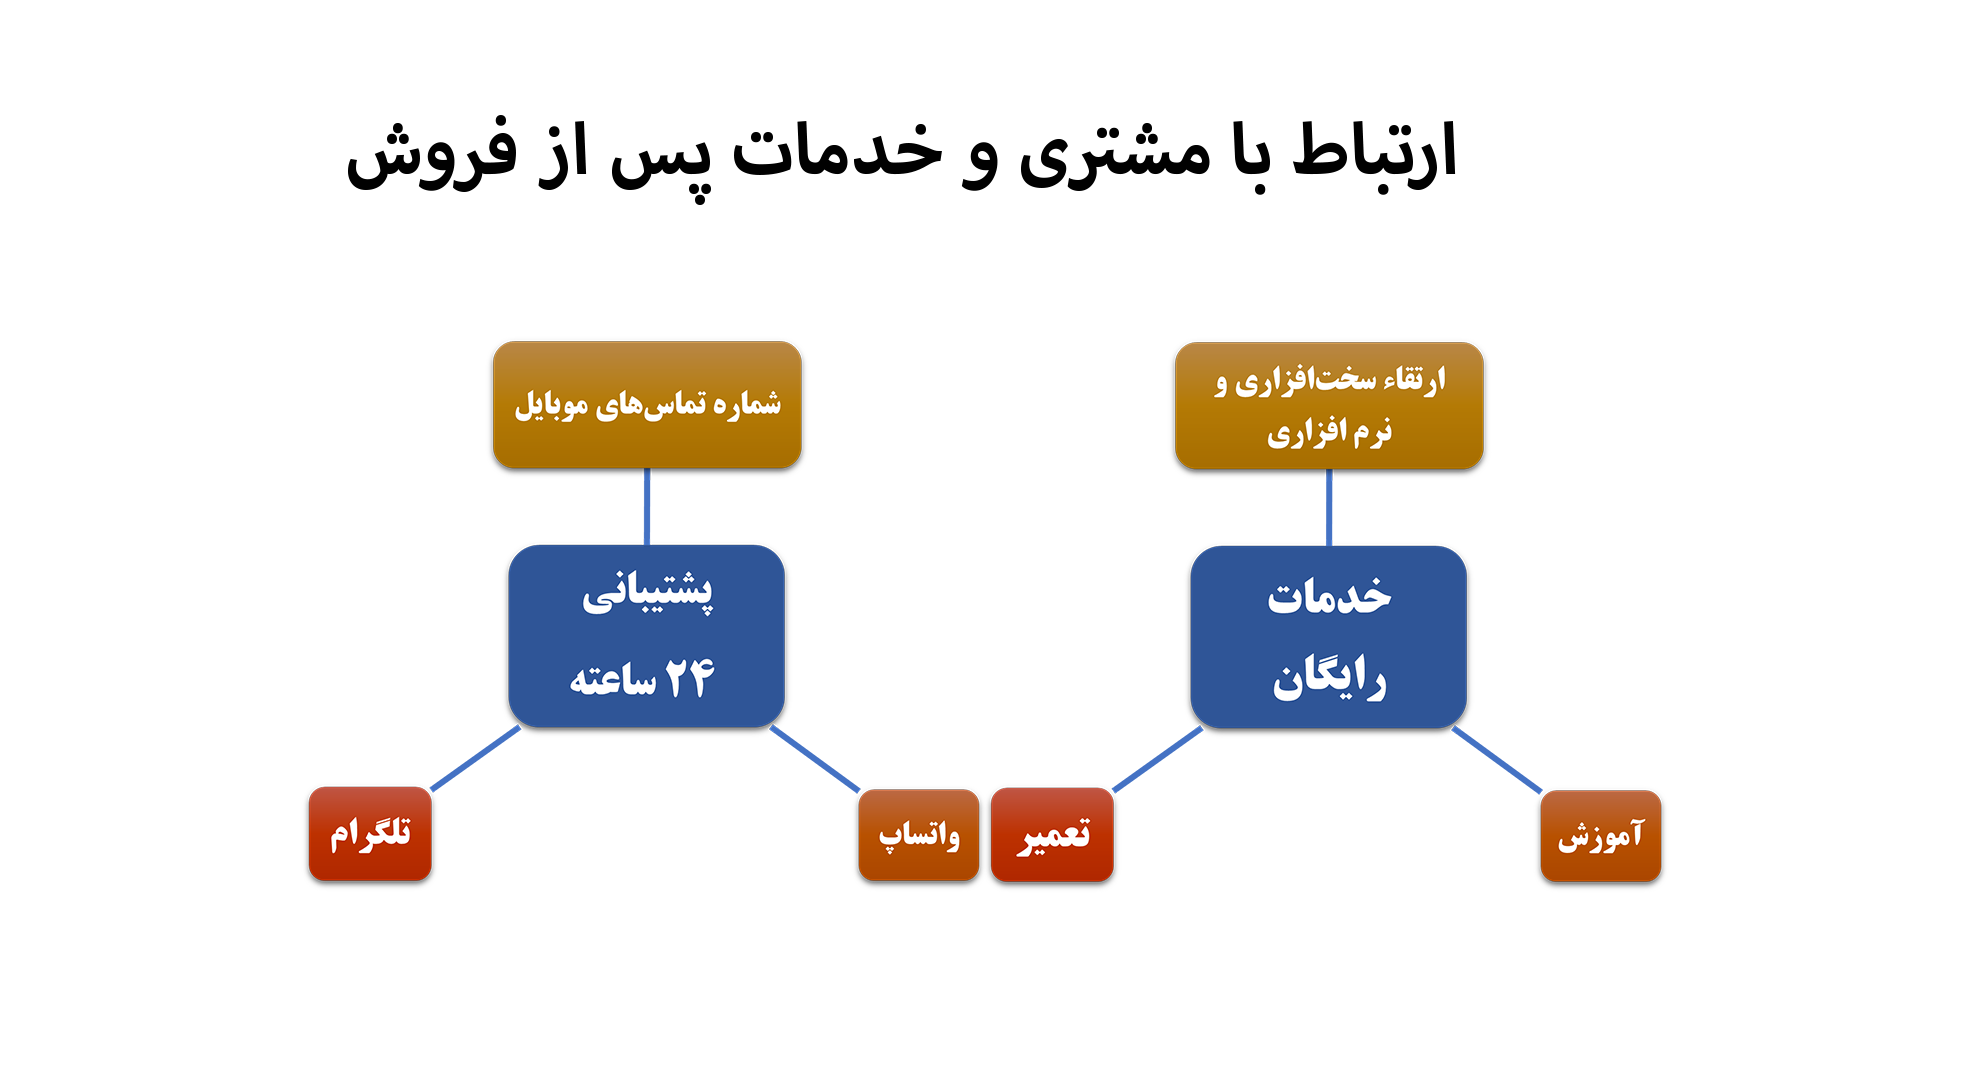 ارتباط با مشتری و خدمات پس از فروش
ارتقاء سخت‌افزاری و
نرم افزاری
خدمات
رایگان
آموزش
تعمیر
شماره تماس‌های موبایل
پشتیبانی
۲۴ ساعته
واتساپ
تلگرام